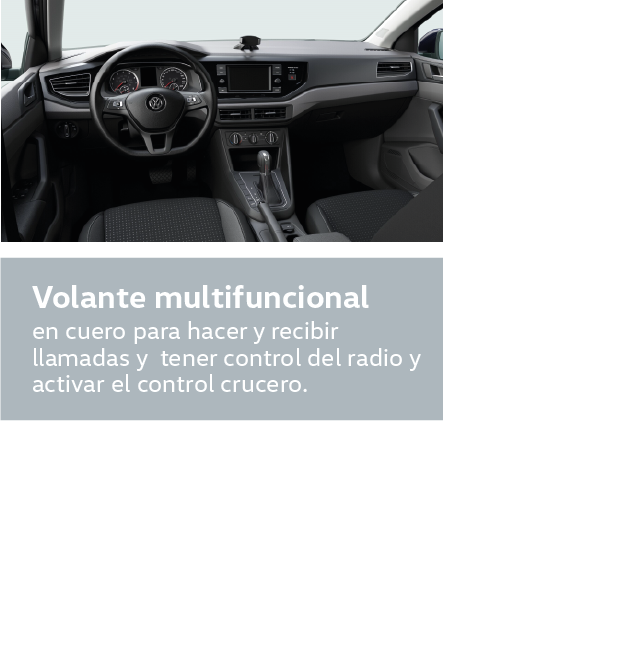 Volante multifuncional
en cuero para hacer y recibir
llamadas y  tener control del radio y
activar el control crucero.